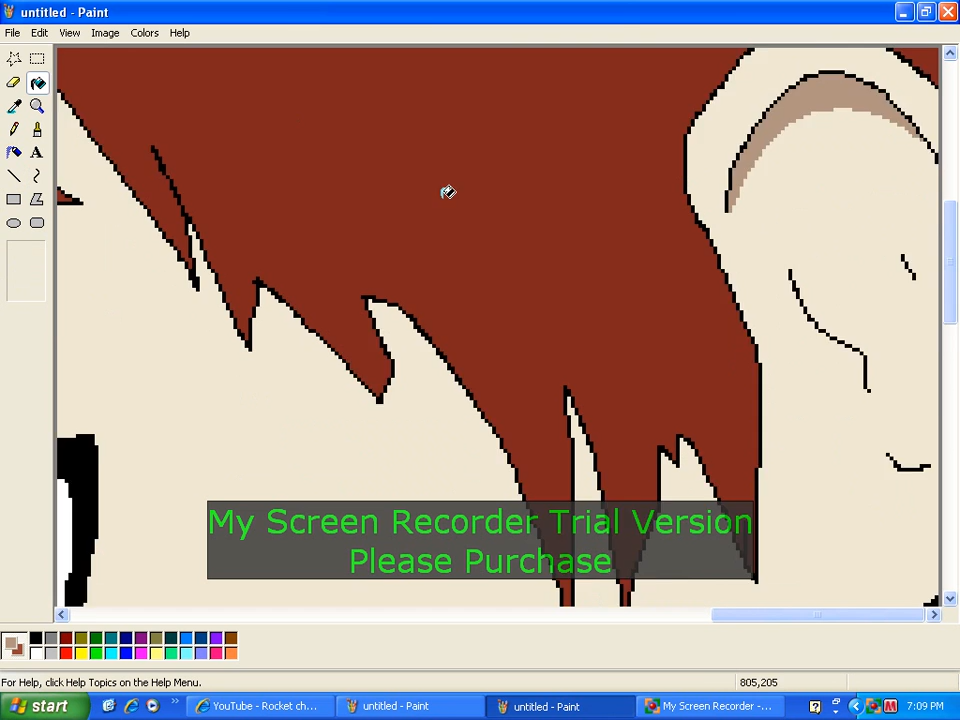 untitled - Paint
File Edit View Image Colors Help
A
My Screen Recorder Trial Version
Please Purchase
For Help, click Help Topics on the Help Menu.
805,205
start
YouTube - Rocket ch...
untitled - Paint
untitled - Paint
My Screen Recorder -...
7:09 PM